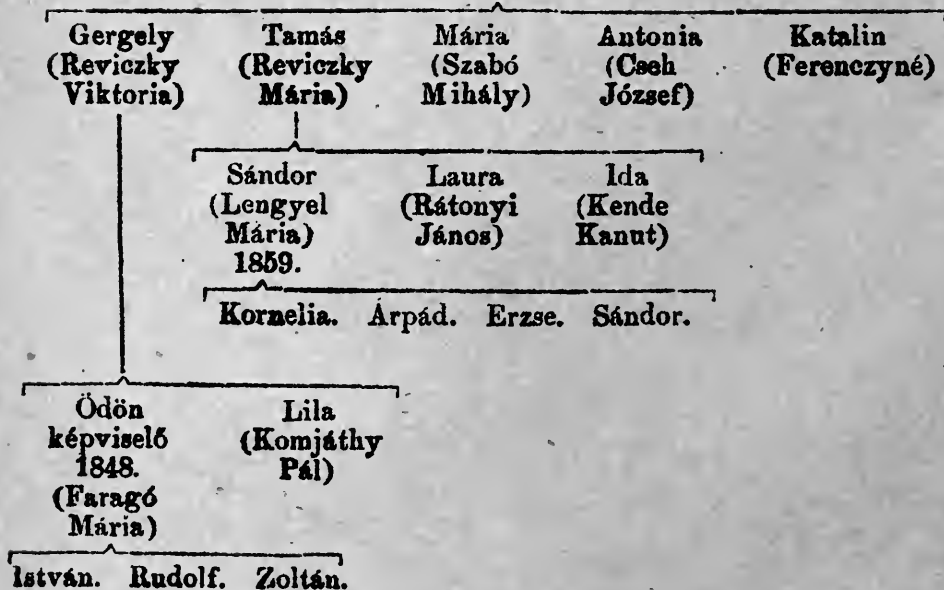 Gergely Tamás Mária Antonia Katalin
(Reviczky (Reviczky (Szabó (Cseh (Ferenczyné)
Viktoria) Mária) Mihály) József)
Sándor Laura Ida
(Lengyel (Rátonyi (Kende
Mária) János) Kanut)
1859.
Kornelia. Árpád. Erzse. Sándor.
Ödön Lila
képviselő (Komjáthy
1848. Pál)
(Faragó
Mária)
István. Rudolf. Zoltán.